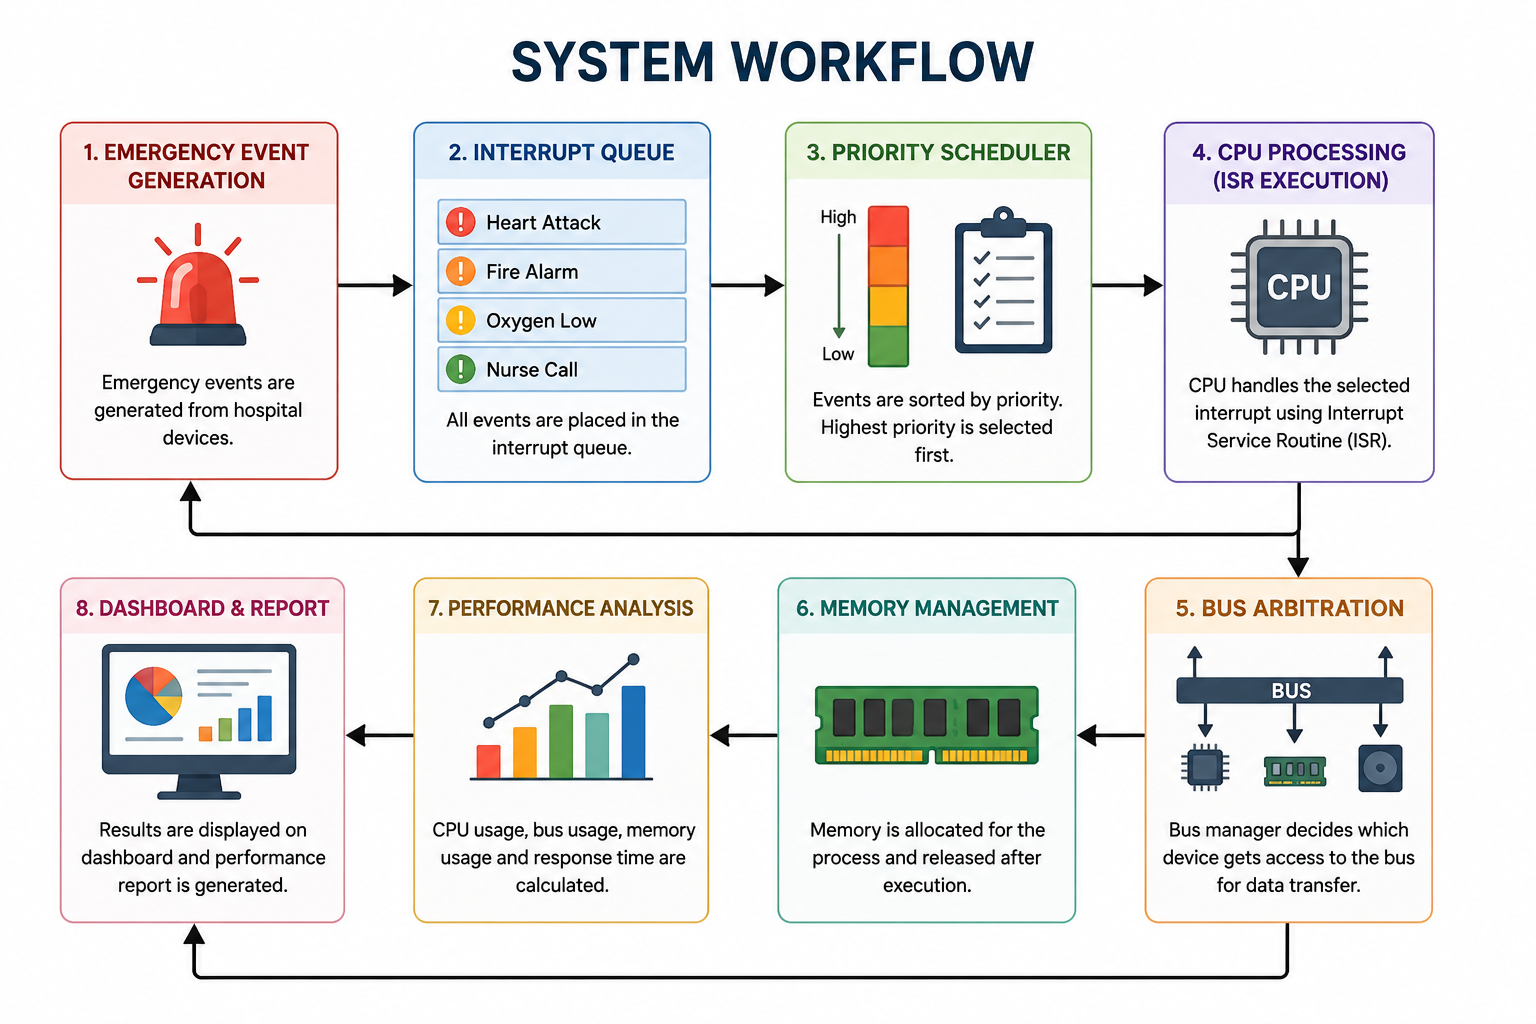 SYSTEM WORKFLOW
1. EMERGENCY EVENT
GENERATION
Emergency events are
generated from hospital
devices.
2. INTERRUPT QUEUE
! Heart Attack
! Fire Alarm
! Oxygen Low
! Nurse Call
All events are placed in the
interrupt queue.
3. PRIORITY SCHEDULER
High
Low
Events are sorted by priority.
Highest priority is selected
first.
4. CPU PROCESSING
(ISR EXECUTION)
CPU
CPU handles the selected
interrupt using Interrupt
Service Routine (ISR).
5. BUS ARBITRATION
BUS
Bus manager decides which
device gets access to the bus
for data transfer.
6. MEMORY MANAGEMENT
Memory is allocated for the
process and released after
execution.
7. PERFORMANCE ANALYSIS
CPU usage, bus usage, memory
usage and response time are
calculated.
8. DASHBOARD & REPORT
Results are displayed on
dashboard and performance
report is generated.